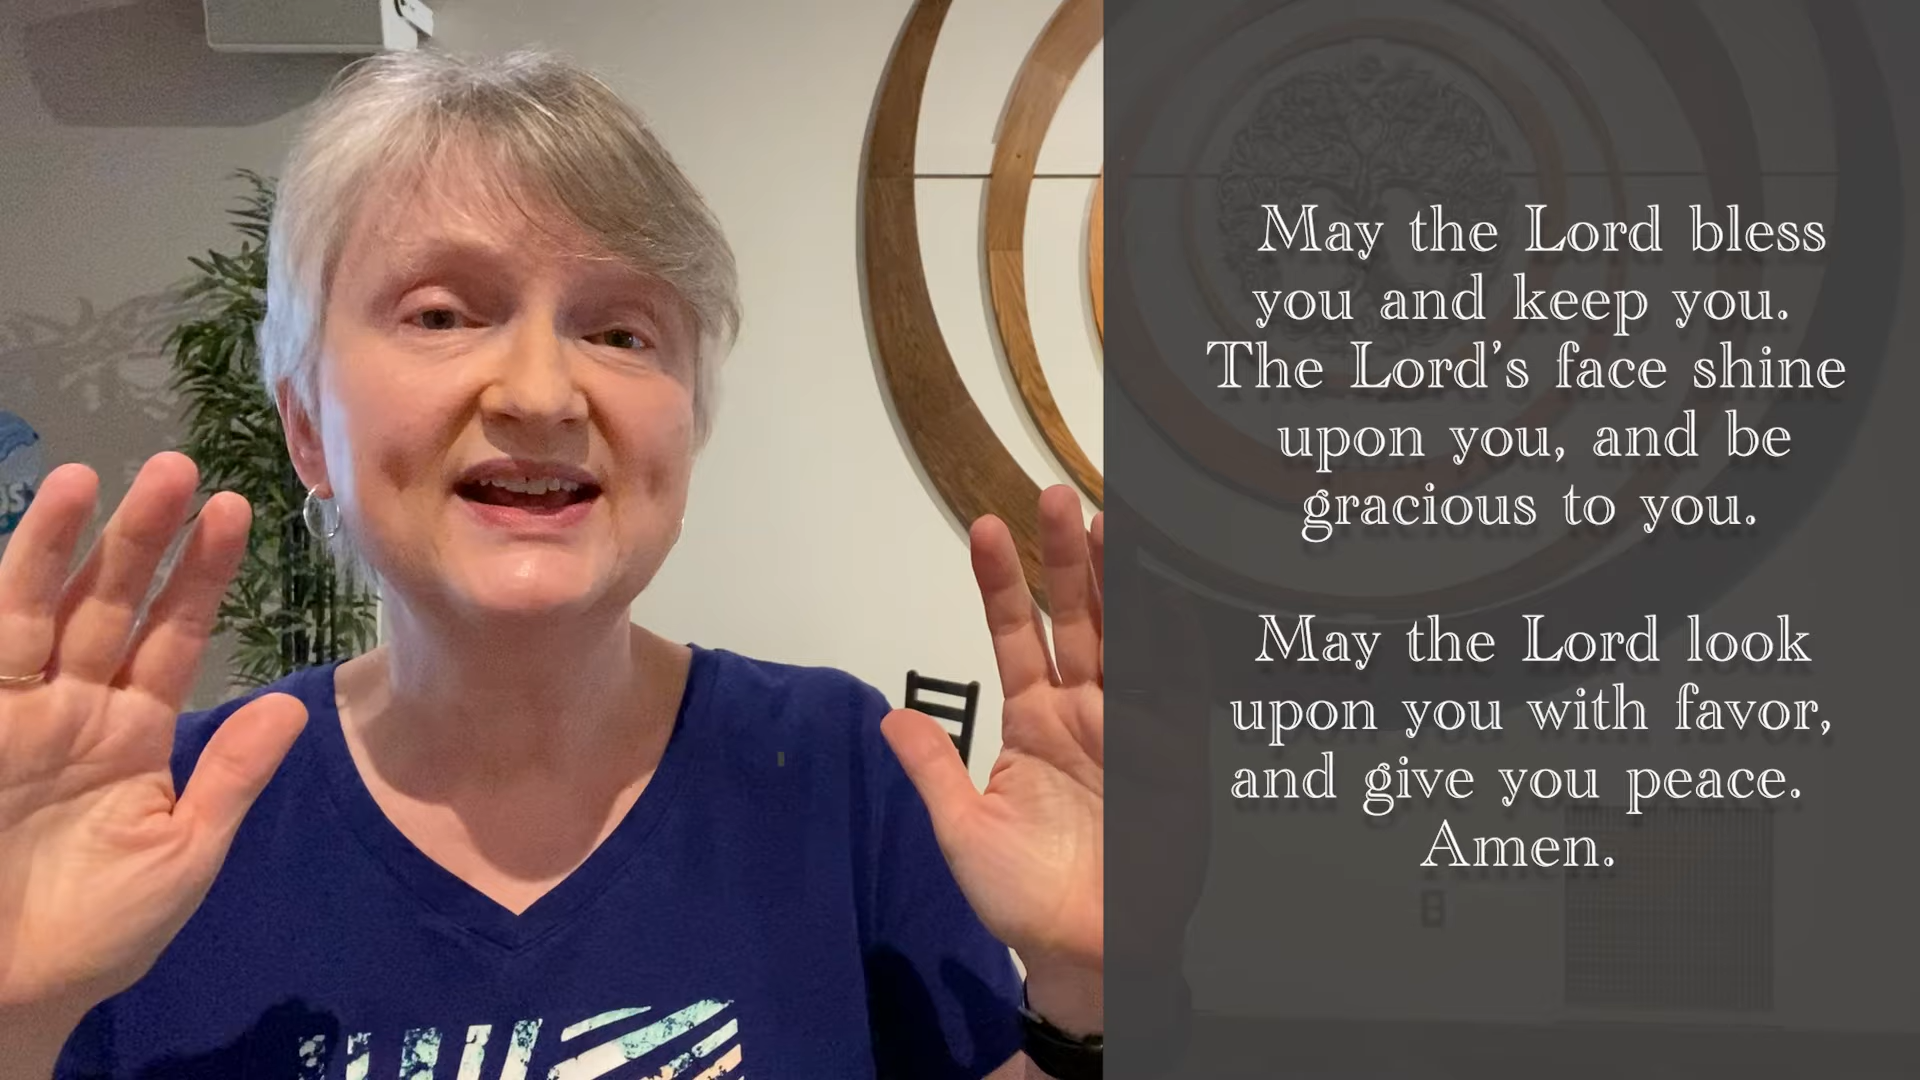 May the Lord bless
you and keep you.
The Lord's face shine
upon you, and be
gracious to you.
May the Lord look
upon you with favor,
and give you peace.
Amen.